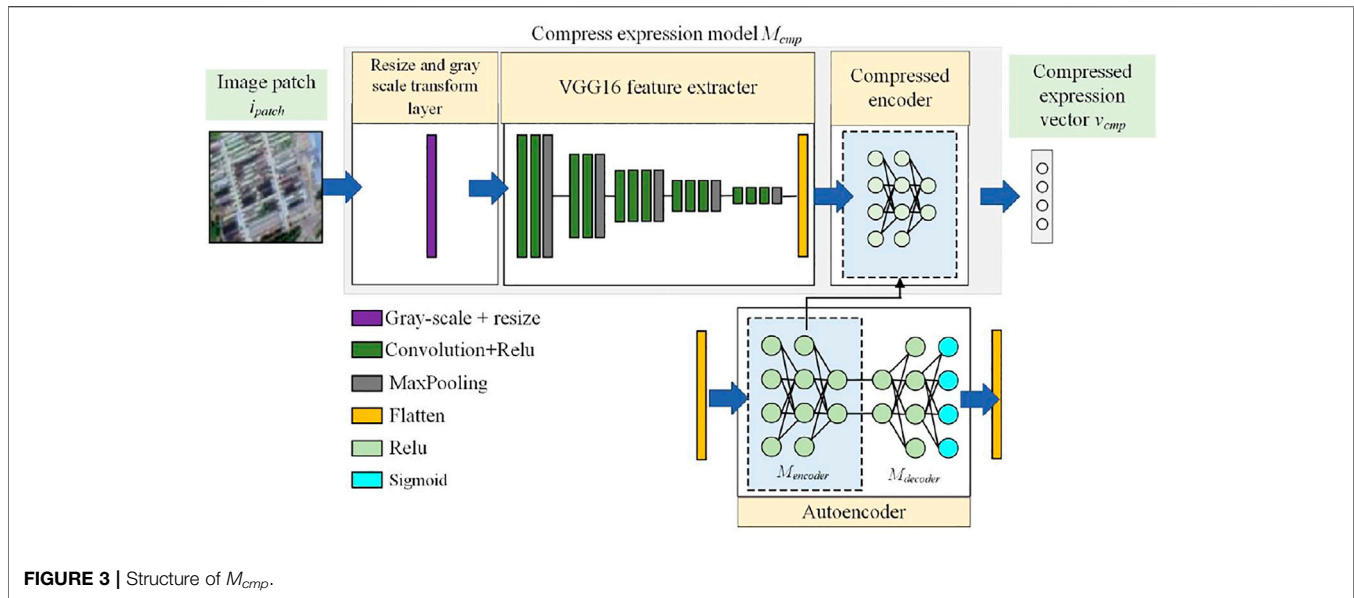 Compress expression model M_cmp
Image patch
i_patch
Resize and gray
scale transform
layer
VGG16 feature extracter
Compressed
encoder
Compressed
expression
vector v_cmp
Gray-scale + resize
Convolution+Relu
MaxPooling
Flatten
Relu
Sigmoid
M_encoder
M_decoder
Autoencoder
FIGURE 3 | Structure of M_cmp.